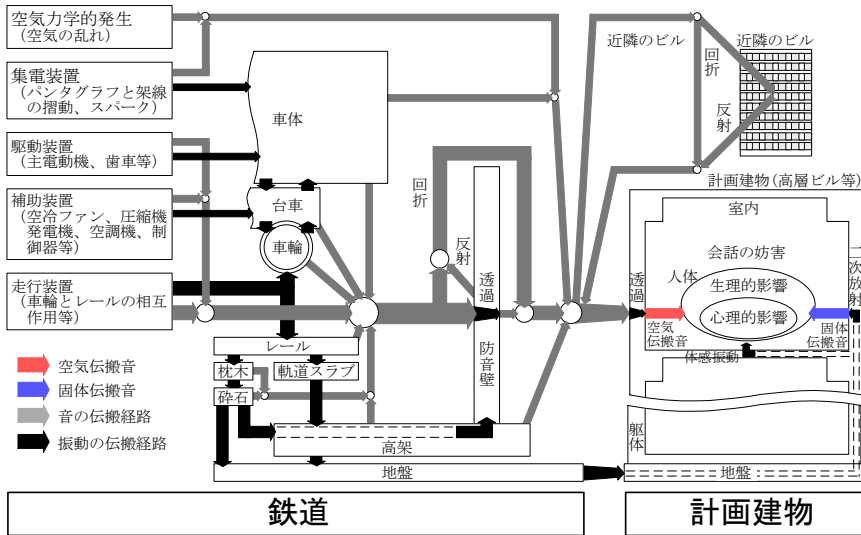 空気力学的発生
（空気の乱れ）
集電装置
（パンタグラフと架線
の摺動、スパーク）
駆動装置
（主電動機、歯車等）
補助装置
（空冷ファン、圧縮機
発電機、空調機、制
御器等）
走行装置
（車輪とレールの相互
作用等）
車体
台車
車輪
レール
枕木
軌道スラブ
砕石
高架
地盤
回折
反射
透過
防音壁
近隣のビル
近隣のビル
回折
反射
計画建物(高層ビル等)
室内
会話の妨害
人体
生理的影響
心理的影響
透過
空気
伝搬音
固体
伝搬音
二次放射
体感振動
躯体
地盤
空気伝搬音
固体伝搬音
音の伝搬経路
振動の伝搬経路
鉄道
計画建物